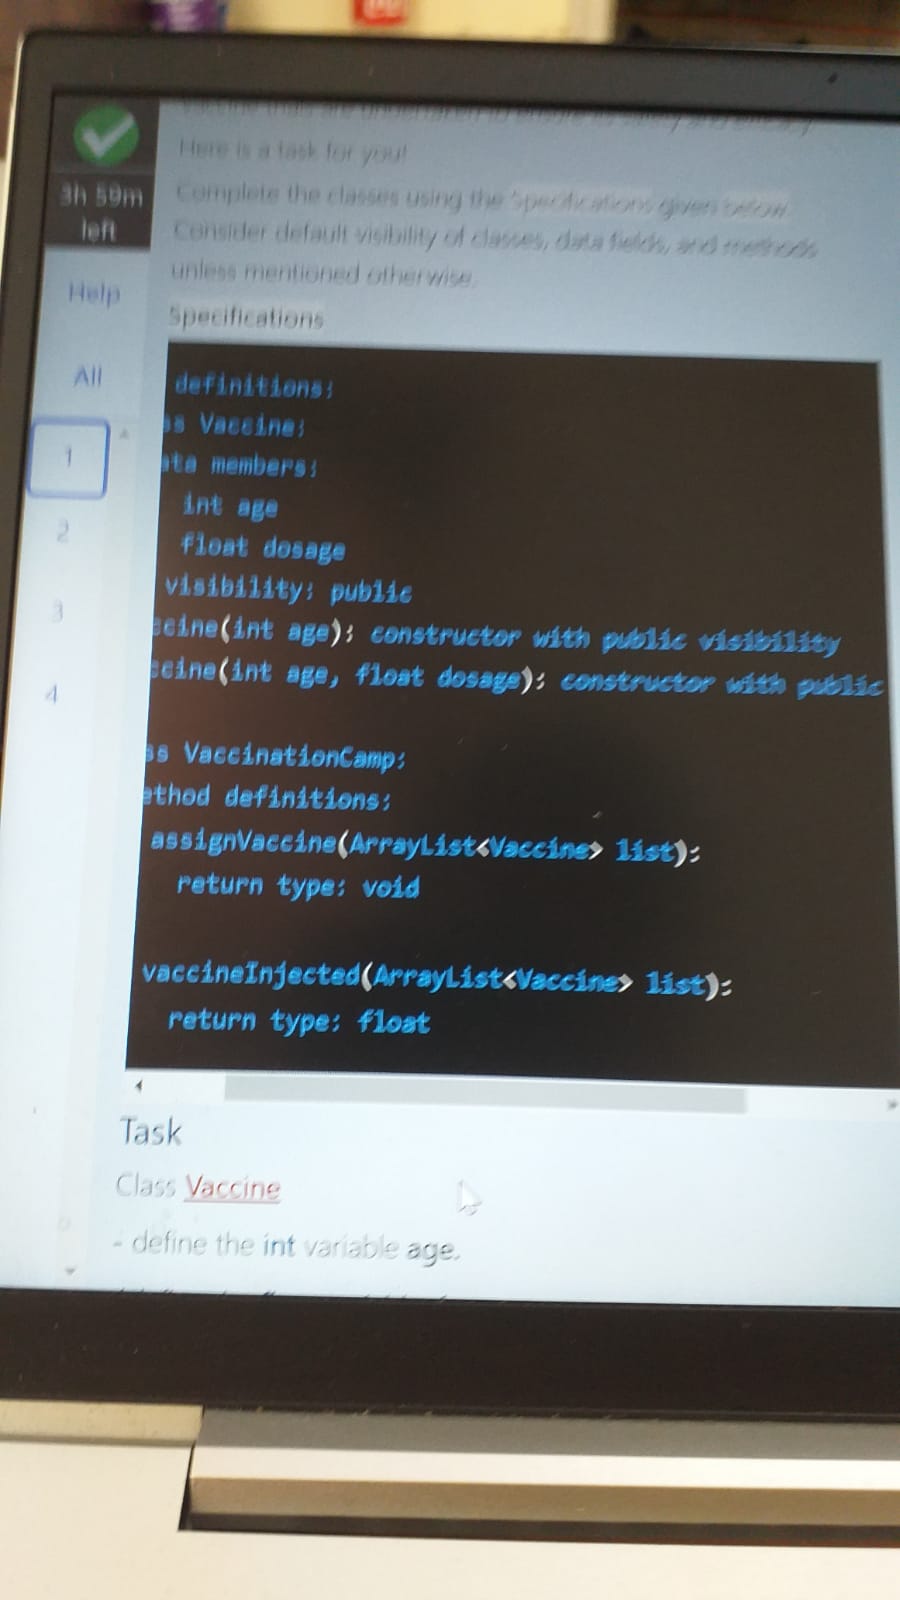 Here is a task for you!
Complete the classes using the Specifications given below.
Consider default visibility of classes, data fields, and methods
unless mentioned otherwise.
Specifications
3h 59m
left
Help
All
1
2
3
4
definitions:
ss Vaccine:
ata members:
int age
float dosage
visibility: public
ccine(int age): constructor with public visibility
ccine(int age, float dosage): constructor with public
ss VaccinationCamp:
ethod definitions:
assignVaccine(ArrayList<Vaccine> list):
return type: void
vaccineInjected(ArrayList<Vaccine> list):
return type: float
Task
Class Vaccine
- define the int variable age.